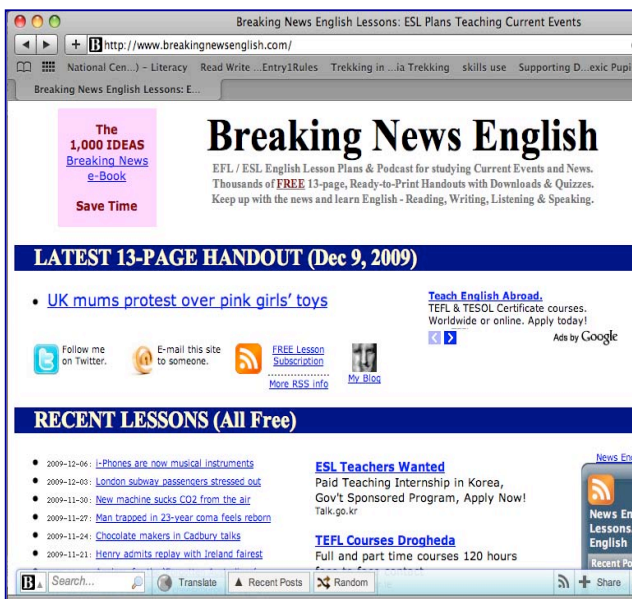 Breaking News English Lessons: ESL Plans Teaching Current Events
http://www.breakingnewsenglish.com/
National Cen...) – Literacy Read Write ...Entry1Rules Trekking in ...ia Trekking skills use Supporting D...exic Pupi
Breaking News English Lessons: E...
The
1,000 IDEAS
Breaking News
e-Book
Save Time
Breaking News English
EFL / ESL English Lesson Plans & Podcast for studying Current Events and News.
Thousands of FREE 13-page, Ready-to-Print Handouts with Downloads & Quizzes.
Keep up with the news and learn English - Reading, Writing, Listening & Speaking.
LATEST 13-PAGE HANDOUT (Dec 9, 2009)
• UK mums protest over pink girls' toys
Teach English Abroad.
TEFL & TESOL Certificate courses.
Worldwide or online. Apply today!
Ads by Google
Follow me
on Twitter.
E-mail this site
to someone.
FREE Lesson
Subscription
More RSS info
My Blog
RECENT LESSONS (All Free)
• 2009-12-06: i-Phones are now musical instruments
• 2009-12-03: London subway passengers stressed out
• 2009-11-30: New machine sucks CO2 from the air
• 2009-11-27: Man trapped in 23-year coma feels reborn
• 2009-11-24: Chocolate makers in Cadbury talks
• 2009-11-21: Henry admits replay with Ireland fairest
ESL Teachers Wanted
Paid Teaching Internship in Korea,
Gov't Sponsored Program, Apply Now!
Talk.go.kr
TEFL Courses Drogheda
Full and part time courses 120 hours
News En
News En
Lessons
English
Recent Po
B Search... Translate Recent Posts Random Share